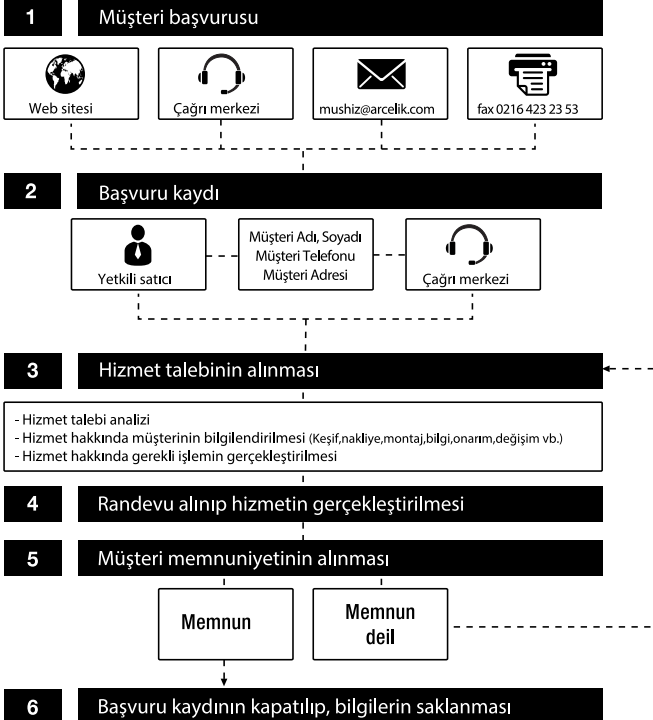 1 Müşteri başvurusu
Web sitesi
Çağrı merkezi
mushiz@arcelik.com
fax 0216 423 23 53
2 Başvuru kaydı
Yetkili satıcı
Müşteri Adı, Soyadı
Müşteri Telefonu
Müşteri Adresi
Çağrı merkezi
3 Hizmet talebinin alınması
- Hizmet talebi analizi
- Hizmet hakkında müşterinin bilgilendirilmesi (Keşif,nakliye,montaj,bilgi,onarım,değişim vb.)
- Hizmet hakkında gerekli işlemin gerçekleştirilmesi
4 Randevu alınıp hizmetin gerçekleştirilmesi
5 Müşteri memnuniyetinin alınması
Memnun
Memnun
deil
6 Başvuru kaydının kapatılıp, bilgilerin saklanması